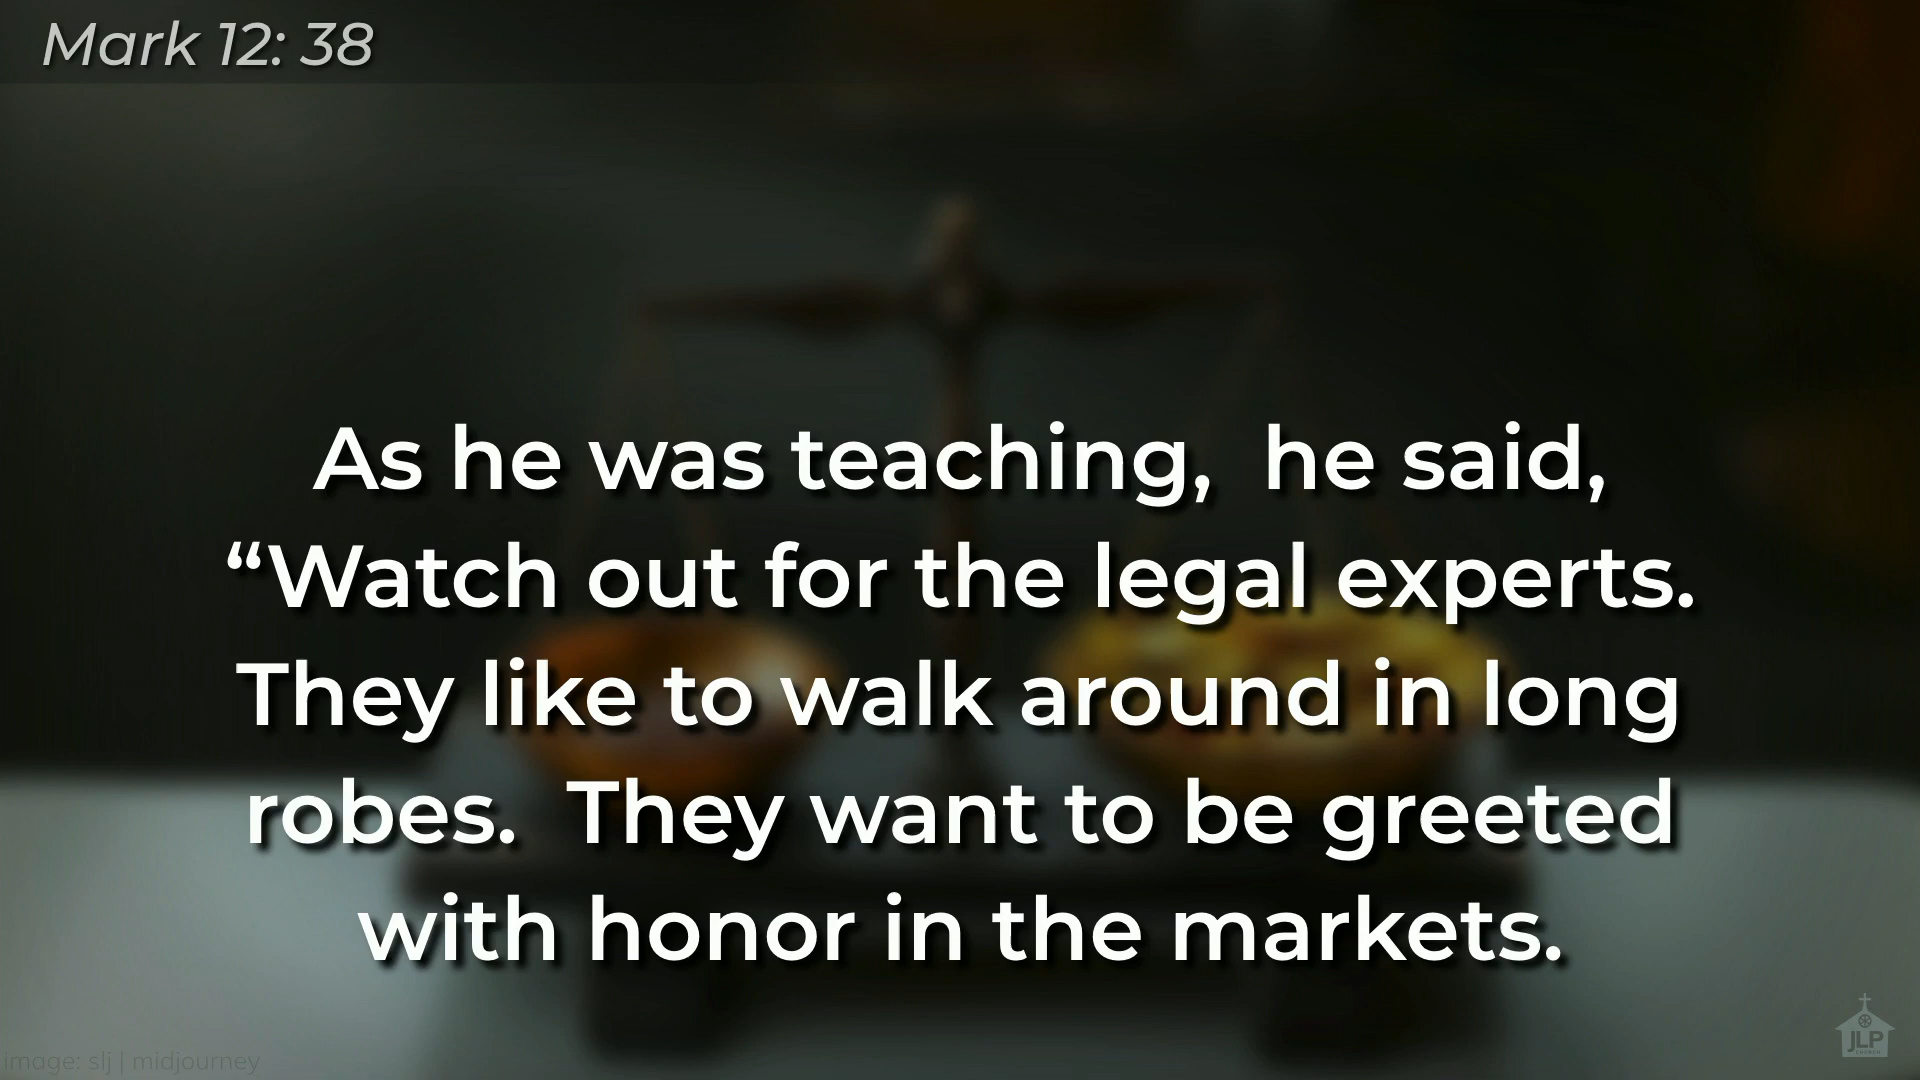 Mark 12: 38
As he was teaching,  he said,
“Watch out for the legal experts.
They like to walk around in long
robes.  They want to be greeted
with honor in the markets.
image: slj | midjourney
JLP
CHURCH